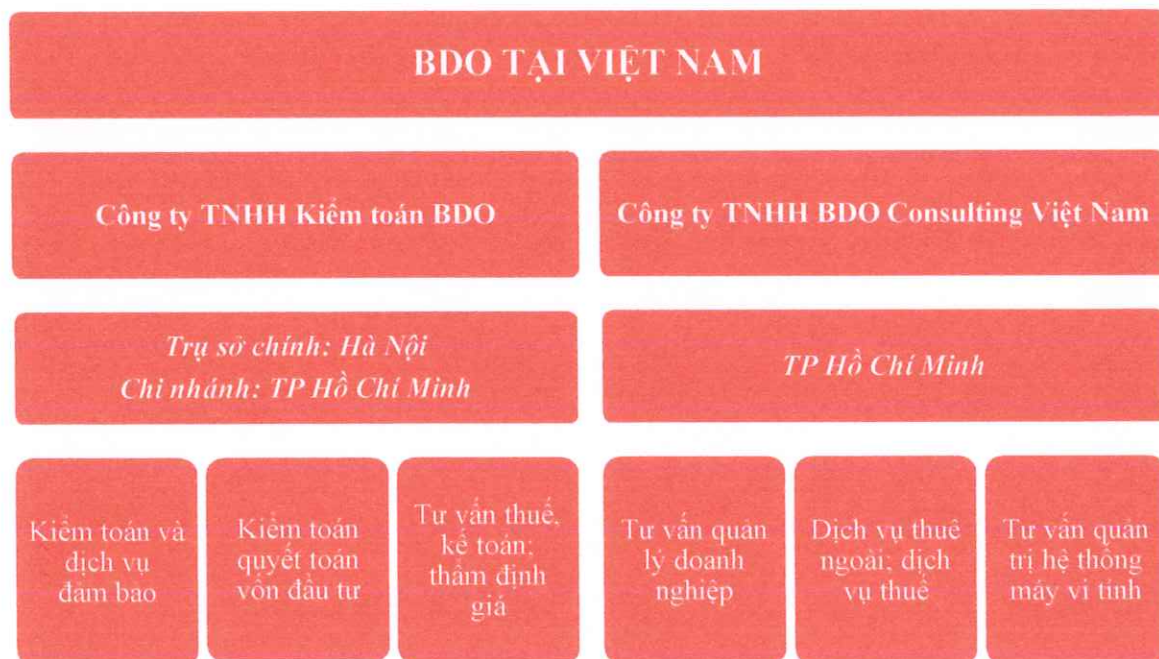 BDO TẠI VIỆT NAM
Công ty TNHH Kiểm toán BDO
Công ty TNHH BDO Consulting Việt Nam
Trụ sở chính: Hà Nội
Chi nhánh: TP Hồ Chí Minh
TP Hồ Chí Minh
Kiểm toán và
dịch vụ
đảm bảo
Kiểm toán
quyết toán
vốn đầu tư
Tư vấn thuế,
kế toán;
thẩm định
giá
Tư vấn quản
lý doanh
nghiệp
Dịch vụ thuê
ngoài; dịch
vụ thuế
Tư vấn quản
trị hệ thống
máy vi tính